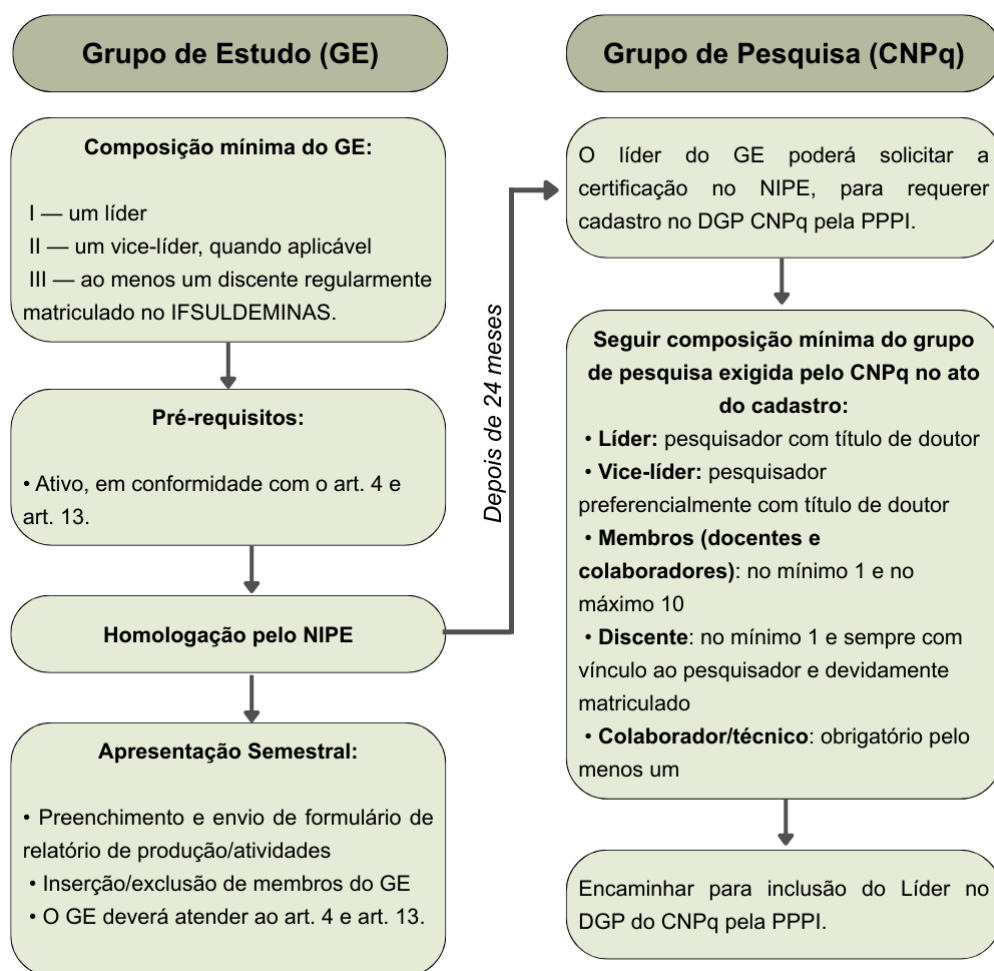 Grupo de Estudo (GE)
Composição mínima do GE:
I — um líder
II — um vice-líder, quando aplicável
III — ao menos um discente regularmente
matriculado no IFSULDEMINAS.
Pré-requisitos:
• Ativo, em conformidade com o art. 4 e
art. 13.
Homologação pelo NIPE
Apresentação Semestral:
• Preenchimento e envio de formulário de
relatório de produção/atividades
• Inserção/exclusão de membros do GE
• O GE deverá atender ao art. 4 e art. 13.
Depois de 24 meses
Grupo de Pesquisa (CNPq)
O líder do GE poderá solicitar a
certificação no NIPE, para requerer
cadastro no DGP CNPq pela PPPI.
Seguir composição mínima do grupo
de pesquisa exigida pelo CNPq no ato
do cadastro:
• Líder: pesquisador com título de doutor
• Vice-líder: pesquisador
preferencialmente com título de doutor
• Membros (docentes e
colaboradores): no mínimo 1 e no
máximo 10
• Discente: no mínimo 1 e sempre com
vínculo ao pesquisador e devidamente
matriculado
• Colaborador/técnico: obrigatório pelo
menos um
Encaminhar para inclusão do Líder no
DGP do CNPq pela PPPI.